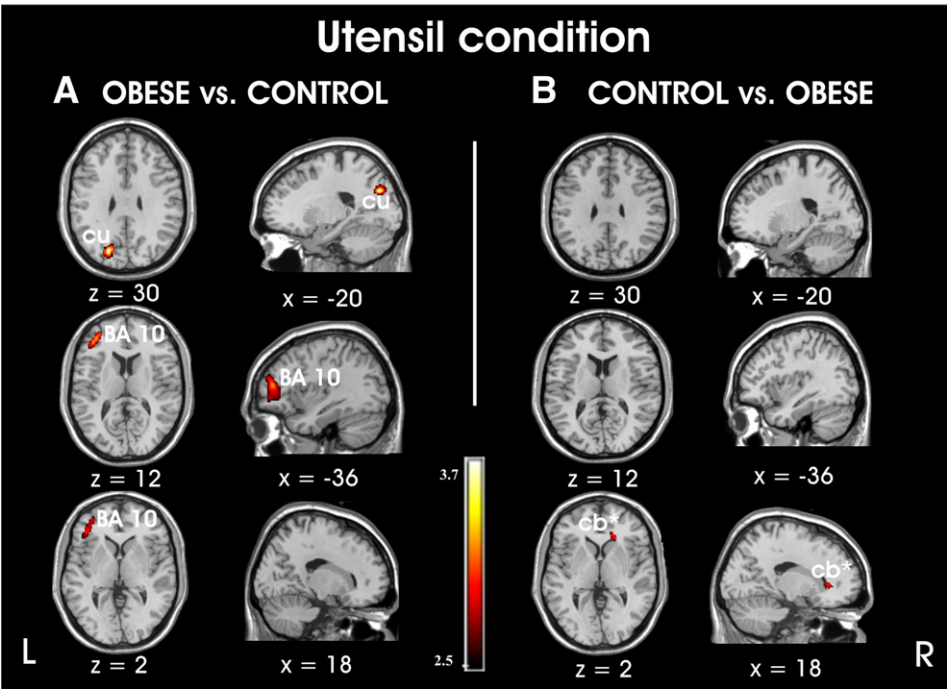 Utensil condition
A OBESE vs. CONTROL
B CONTROL vs. OBESE
cu
cu
z = 30
x = -20
z = 30
x = -20
BA 10
BA 10
z = 12
x = -36
z = 12
x = -36
3.7
BA 10
cb*
cb*
2.5
L
z = 2
x = 18
z = 2
x = 18
R